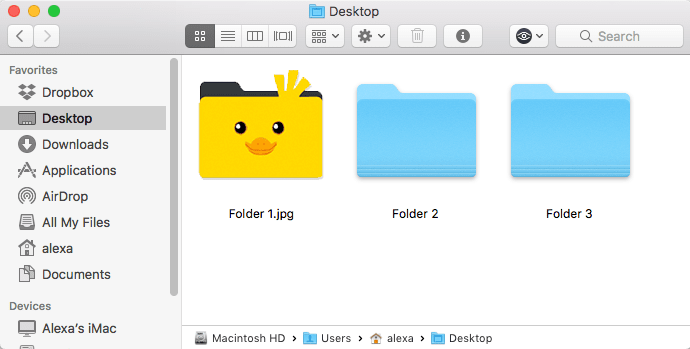 Desktop
Search
Favorites
Dropbox
Desktop
Downloads
Applications
AirDrop
All My Files
alexa
Documents
Devices
Alexa's iMac
Folder 1.jpg
Folder 2
Folder 3
Macintosh HD
Users
alexa
Desktop